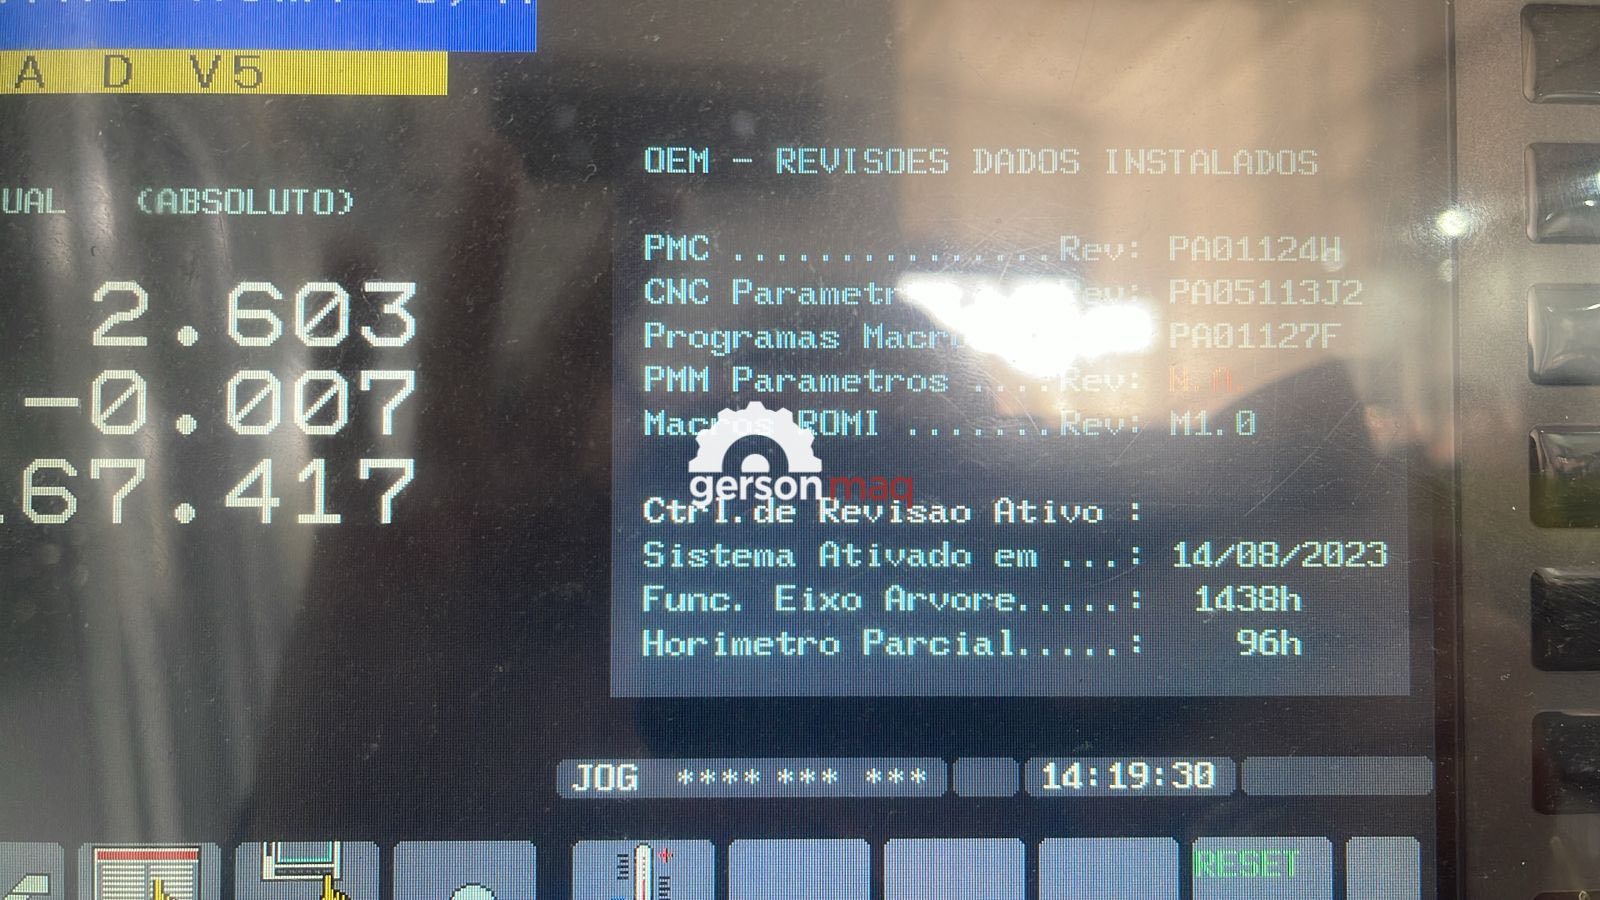 A D V5
UAL (ABSOLUTO)
2.603
-0.007
67.417
OEM - REVISOES DADOS INSTALADOS
PMC ...............Rev: PA01124H
CNC Parametr Rev: PA05113J2
Programas Macro PA01127F
PMM Parametros ....Rev: N.A
Macros ROMI .......Rev: M1.0
gersonmaq
Ctrl.de Revisao Ativo :
Sistema Ativado em ...: 14/08/2023
Func. Eixo Arvore.....: 1438h
Horimetro Parcial.....: 96h
JOG **** *** *** 14:19:30
RESET